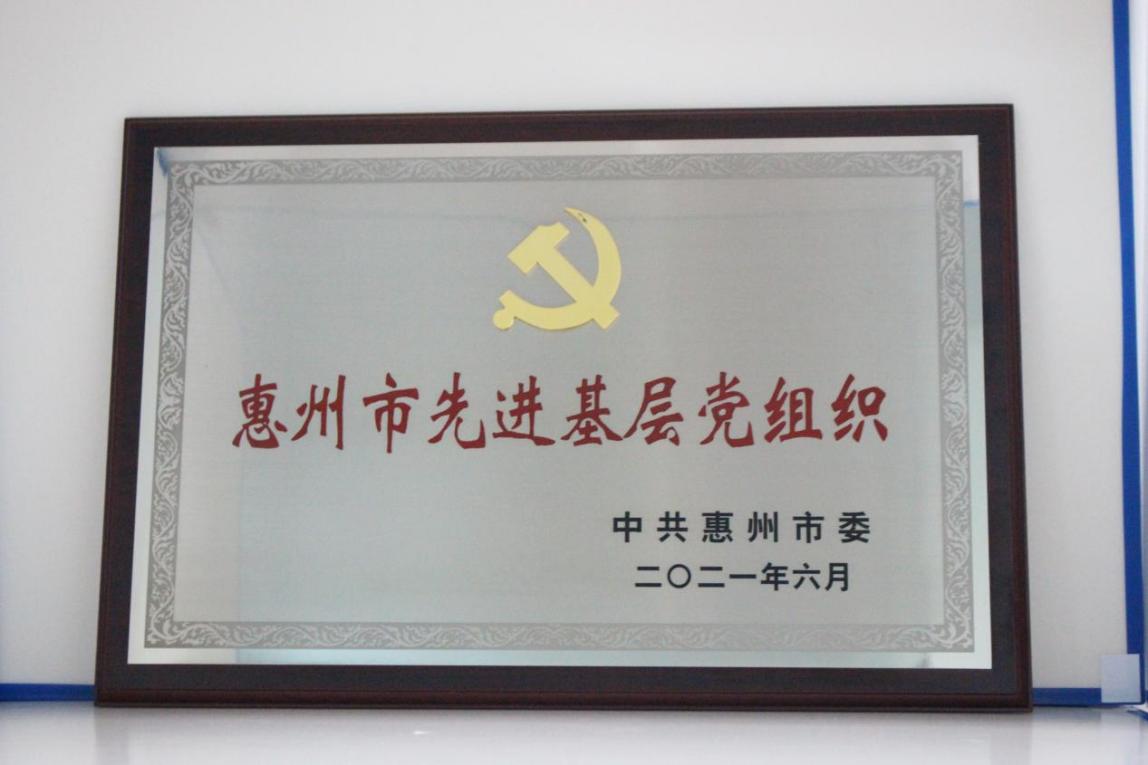 惠州市先进基层党组织
中共惠州市委
二〇二一年六月